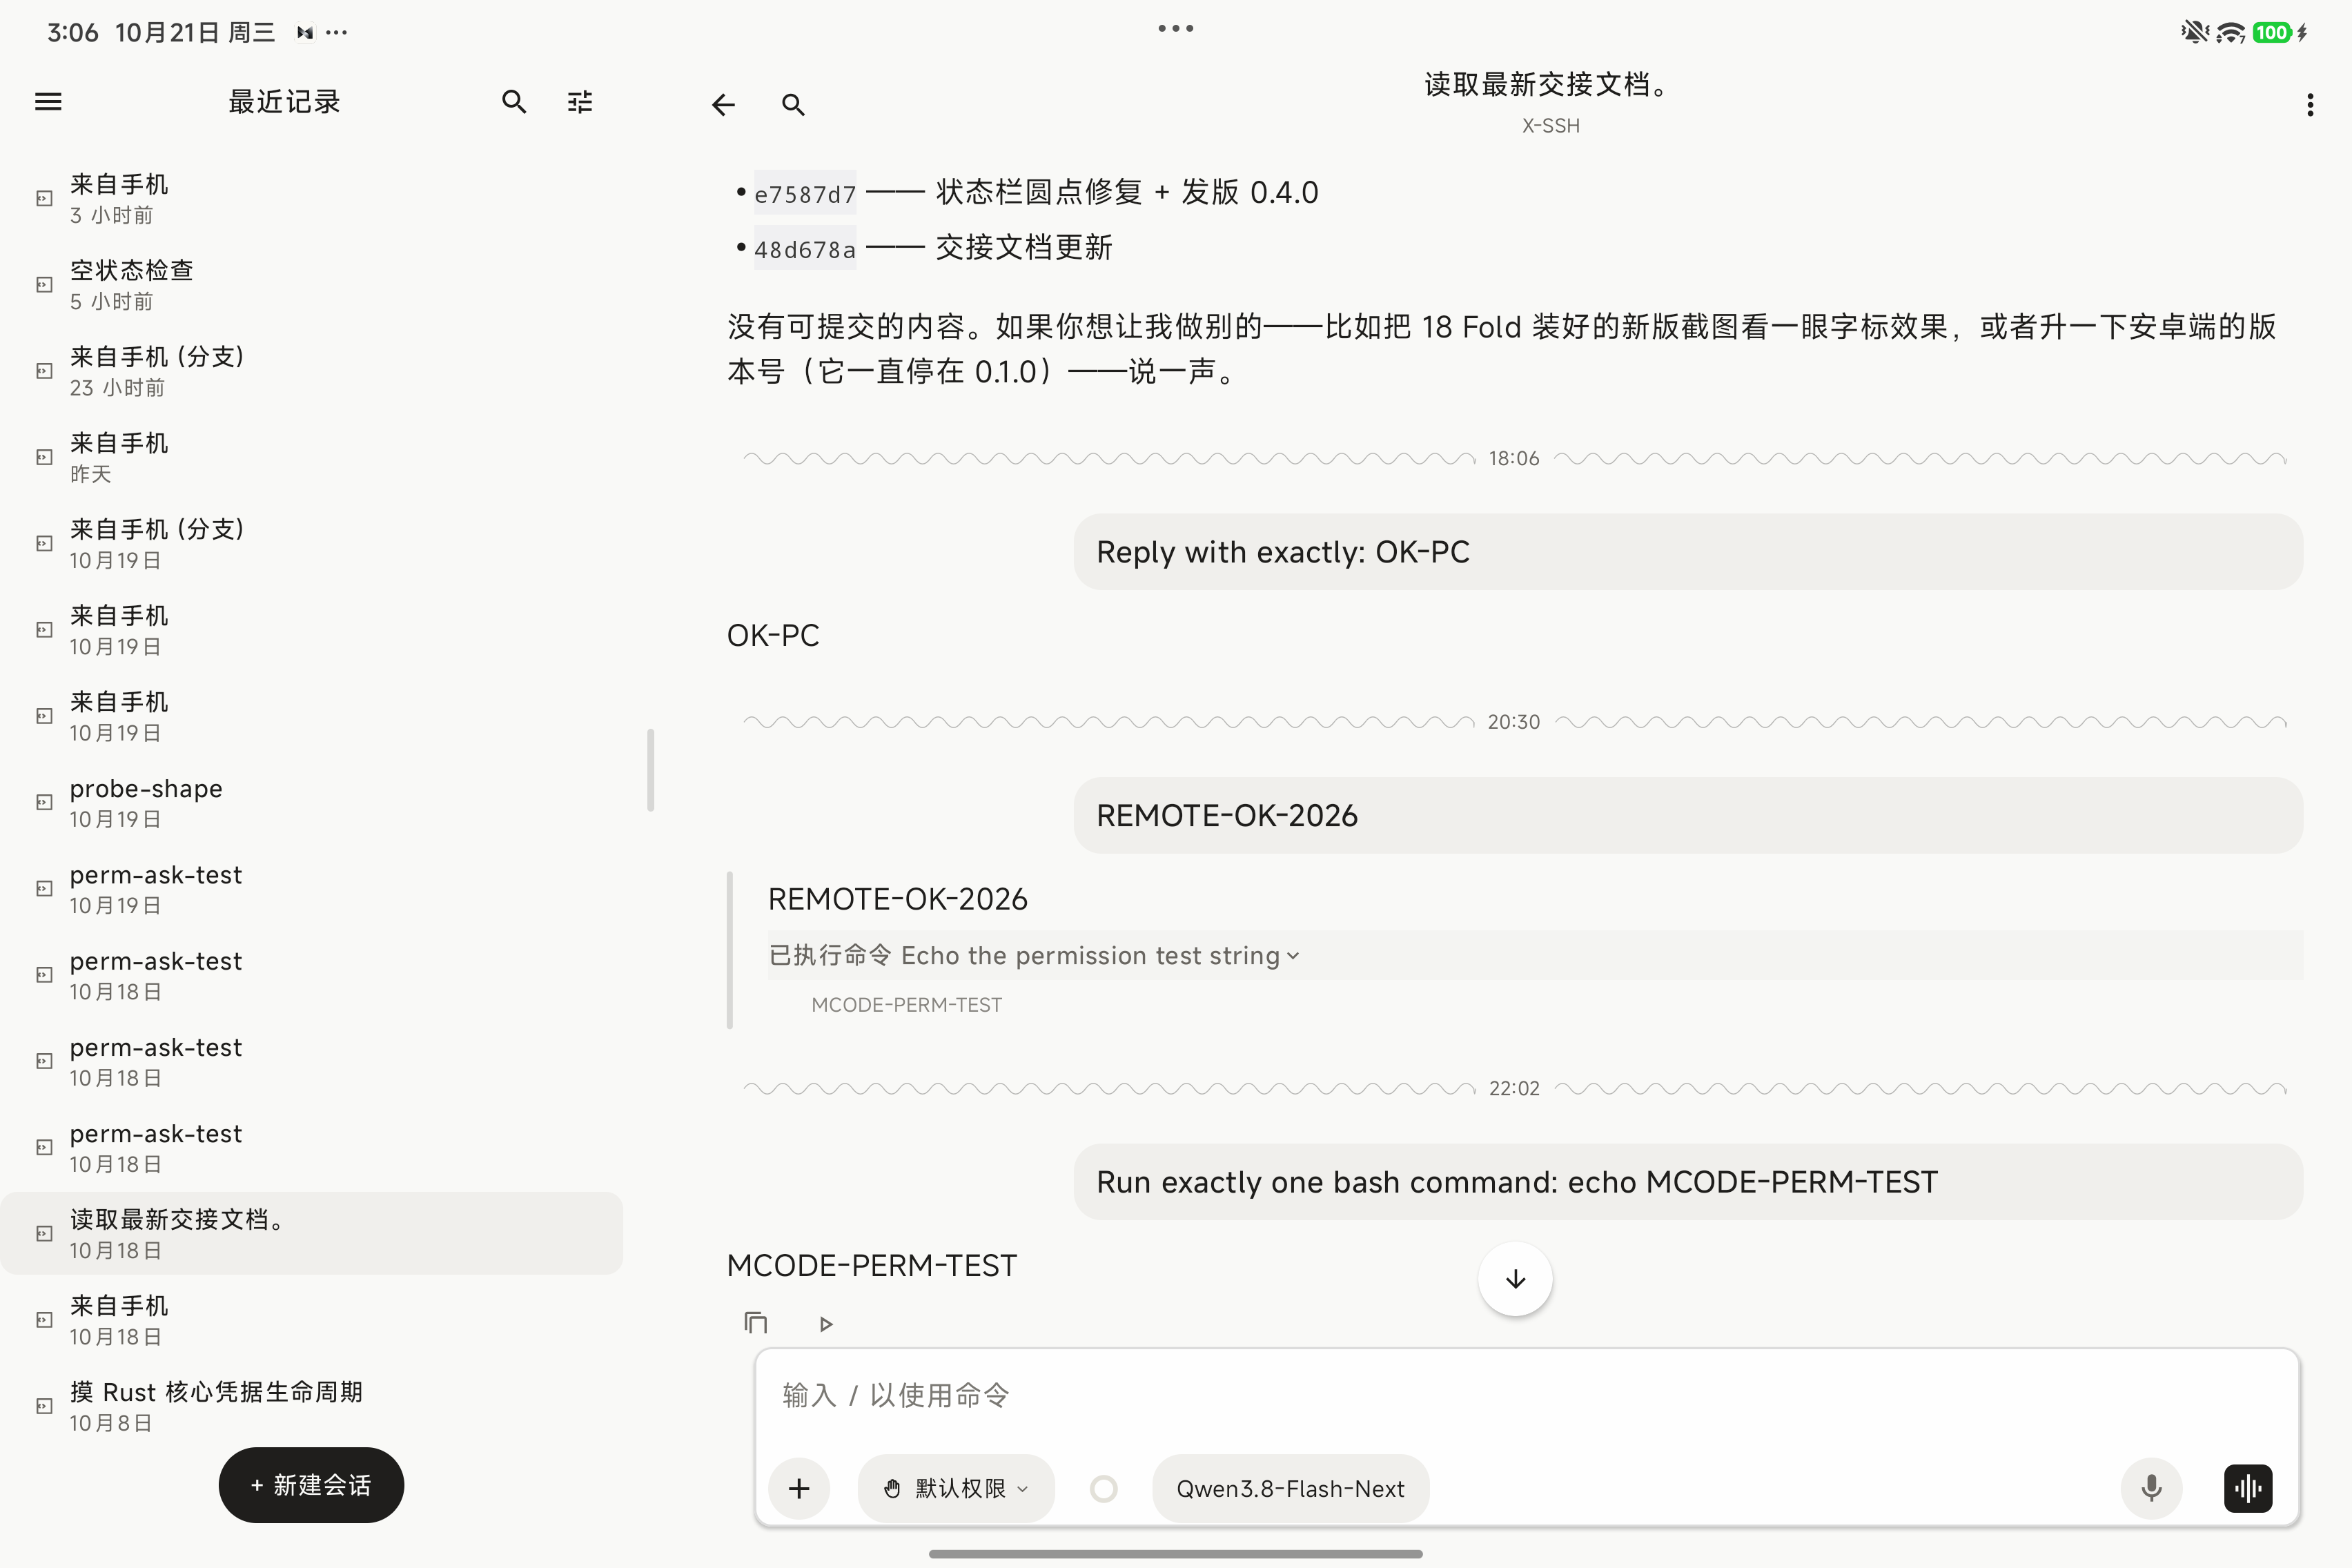 3:06 10月21日 周三
100
最近记录
来自手机
3 小时前
空状态检查
5 小时前
来自手机 (分支)
23 小时前
来自手机
昨天
来自手机 (分支)
10月19日
来自手机
10月19日
来自手机
10月19日
probe-shape
10月19日
perm-ask-test
10月19日
perm-ask-test
10月18日
perm-ask-test
10月18日
perm-ask-test
10月18日
读取最新交接文档。
10月18日
来自手机
10月18日
摸 Rust 核心凭据生命周期
10月8日
+ 新建会话
读取最新交接文档。
X-SSH
• e7587d7 —— 状态栏圆点修复 + 发版 0.4.0
• 48d678a —— 交接文档更新
没有可提交的内容。如果你想让我做别的——比如把 18 Fold 装好的新版截图看一眼字标效果，或者升一下安卓端的版
本号（它一直停在 0.1.0）——说一声。
18:06
Reply with exactly: OK-PC
OK-PC
20:30
REMOTE-OK-2026
REMOTE-OK-2026
已执行命令 Echo the permission test string
MCODE-PERM-TEST
22:02
Run exactly one bash command: echo MCODE-PERM-TEST
MCODE-PERM-TEST
输入 / 以使用命令
默认权限
Qwen3.8-Flash-Next